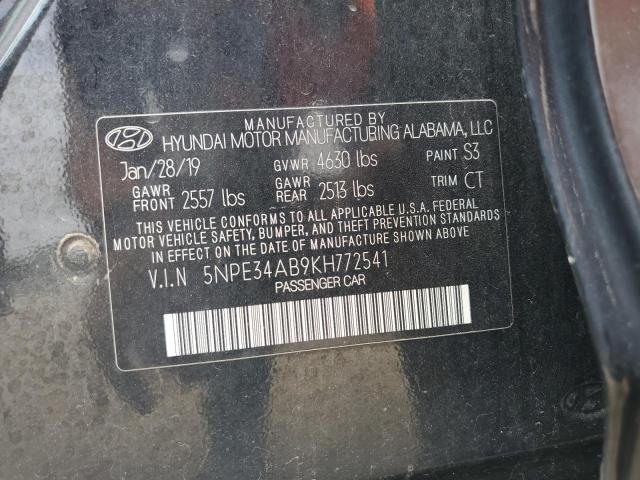 MANUFACTURED BY
HYUNDAI MOTOR MANUFACTURING ALABAMA, LLC
Jan/28/19 GVWR 4630 lbs PAINT S3
GAWR FRONT 2557 lbs GAWR REAR 2513 lbs TRIM CT
THIS VEHICLE CONFORMS TO ALL APPLICABLE U.S.A. FEDERAL
MOTOR VEHICLE SAFETY, BUMPER, AND THEFT PREVENTION STANDARDS
IN EFFECT ON THE DATE OF MANUFACTURE SHOWN ABOVE.
V.I.N 5NPE34AB9KH772541
PASSENGER CAR